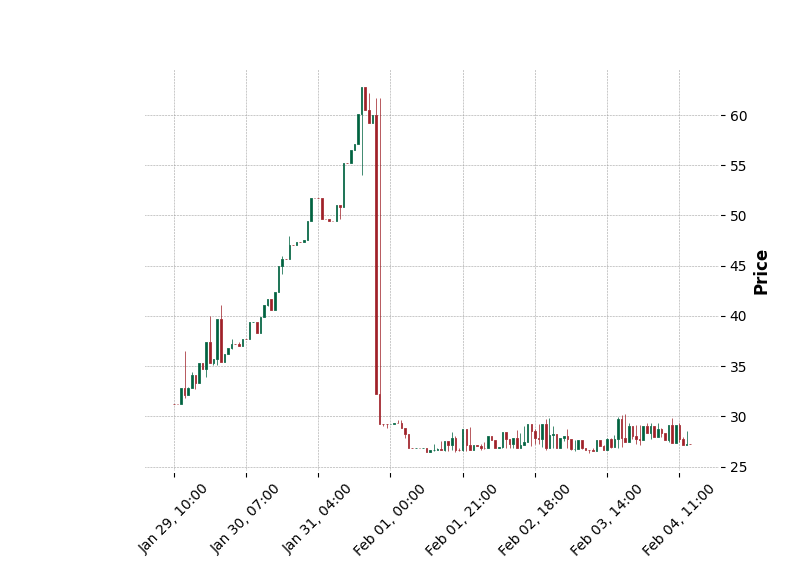 60
55
50
45
40
35
30
25
Price
Jan 29, 10:00
Jan 30, 07:00
Jan 31, 04:00
Feb 01, 00:00
Feb 01, 21:00
Feb 02, 18:00
Feb 03, 14:00
Feb 04, 11:00